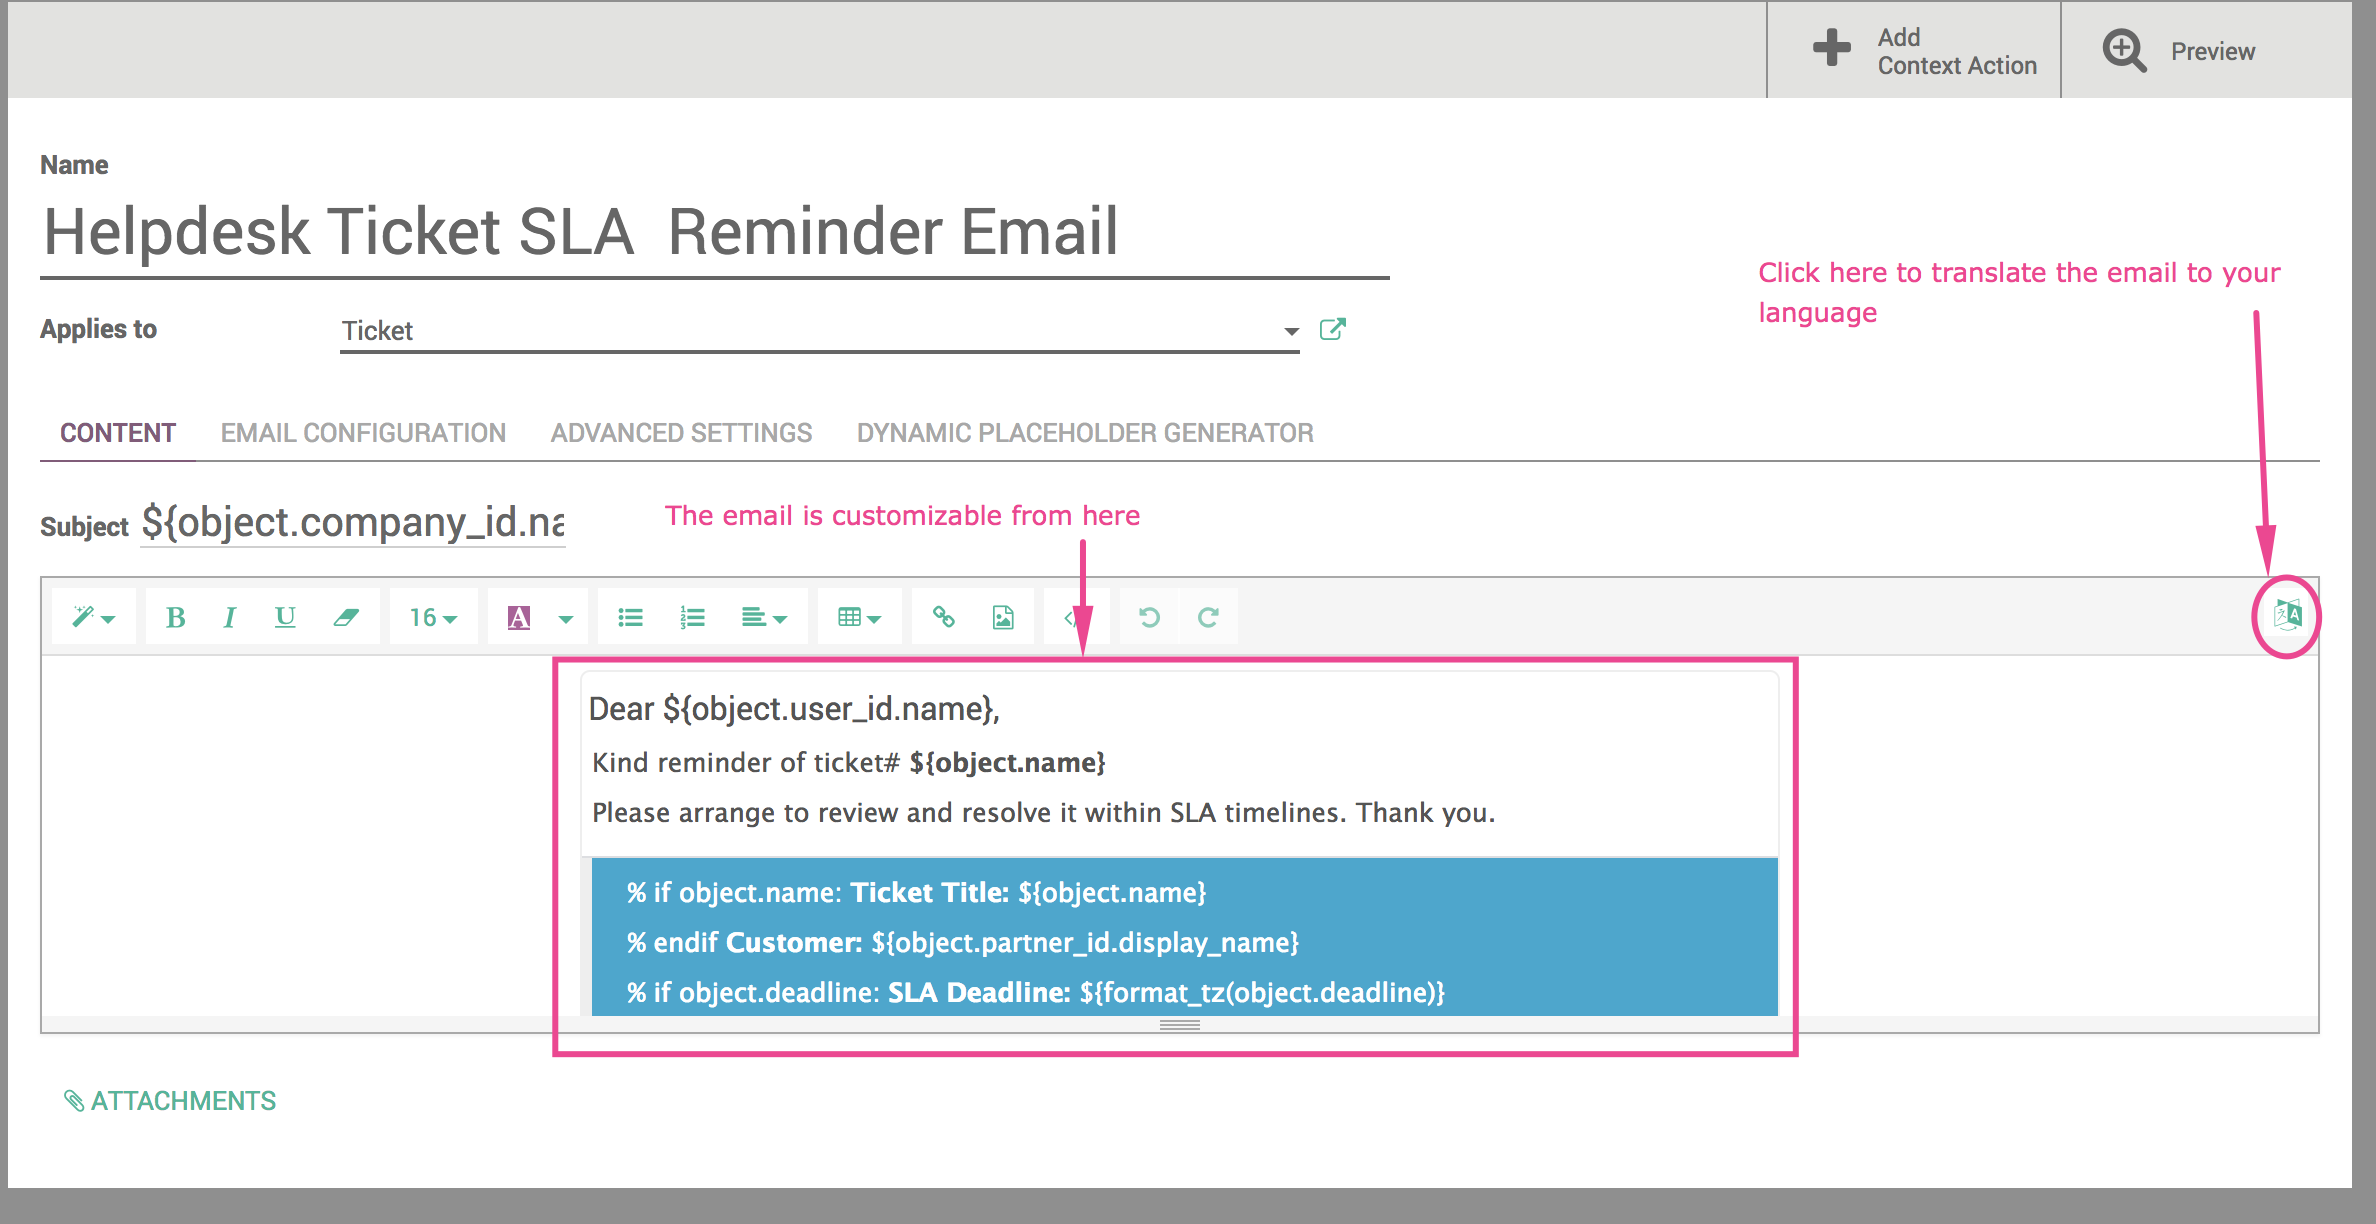 Add
Context Action
Preview
Name
Helpdesk Ticket SLA  Reminder Email
Click here to translate the email to your
language
Applies to
Ticket
CONTENT
EMAIL CONFIGURATION
ADVANCED SETTINGS
DYNAMIC PLACEHOLDER GENERATOR
Subject
${object.company_id.na
The email is customizable from here
B I U 16 A
Dear ${object.user_id.name},
Kind reminder of ticket# ${object.name}
Please arrange to review and resolve it within SLA timelines. Thank you.
% if object.name: Ticket Title: ${object.name}
% endif Customer: ${object.partner_id.display_name}
% if object.deadline: SLA Deadline: ${format_tz(object.deadline)}
ATTACHMENTS